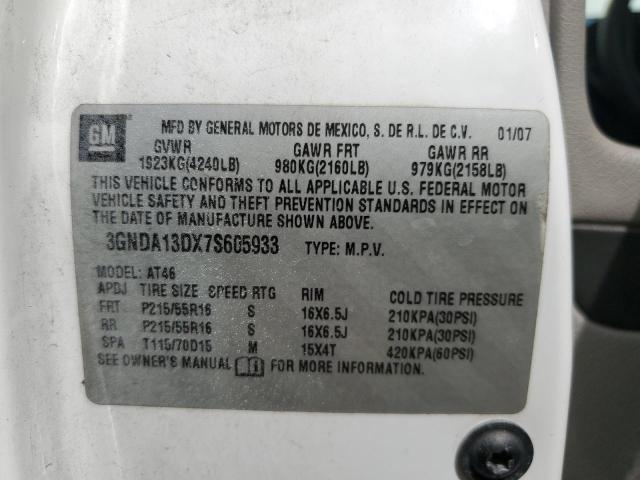 GM
MFD BY GENERAL MOTORS DE MEXICO, S. DE R.L. DE C.V. 01/07
GVWR GAWR FRT GAWR RR
1923KG(4240LB) 980KG(2160LB) 979KG(2158LB)
THIS VEHICLE CONFORMS TO ALL APPLICABLE U.S. FEDERAL MOTOR
VEHICLE SAFETY AND THEFT PREVENTION STANDARDS IN EFFECT ON
THE DATE OF MANUFACTURE SHOWN ABOVE.
3GNDA13DX7S605933 TYPE: M.P.V.
MODEL: AT46
APDJ TIRE SIZE SPEED RTG RIM COLD TIRE PRESSURE
FRT P215/55R16 S 16X6.5J 210KPA(30PSI)
RR P215/55R16 S 16X6.5J 210KPA(30PSI)
SPA T115/70D15 M 15X4T 420KPA(60PSI)
SEE OWNER'S MANUAL FOR MORE INFORMATION.